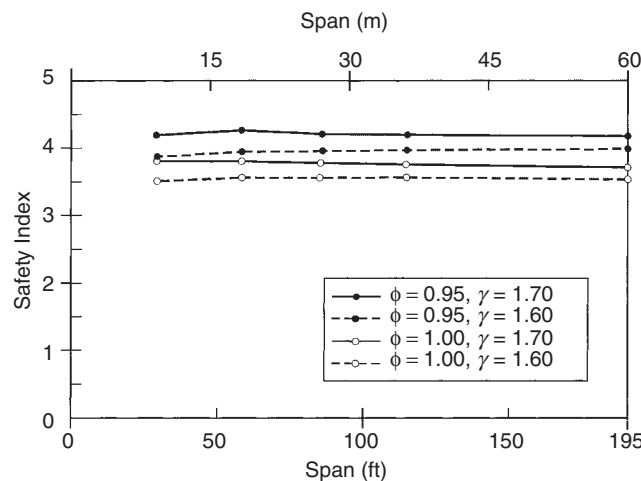 Span (m)
15 30 45 60
5
4
3
2
1
0
Safety Index
ϕ = 0.95, γ = 1.70
ϕ = 0.95, γ = 1.60
ϕ = 1.00, γ = 1.70
ϕ = 1.00, γ = 1.60
0 50 100 150 195
Span (ft)